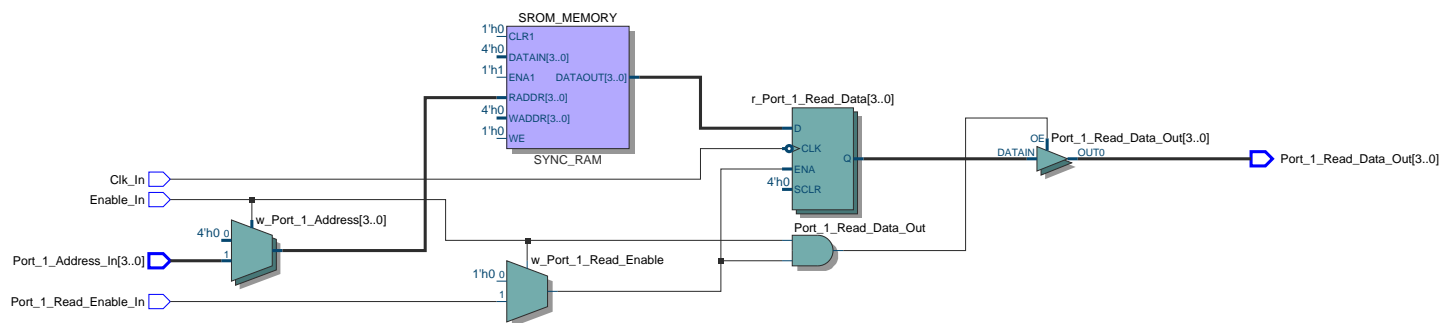 SROM_MEMORY
1'h0 CLR1
4'h0 DATAIN[3..0]
1'h1 ENA1 DATAOUT[3..0]
RADDR[3..0]
4'h0 WADDR[3..0]
1'h0 WE
SYNC_RAM
r_Port_1_Read_Data[3..0]
D
CLK
Q
ENA
4'h0 SCLR
OE Port_1_Read_Data_Out[3..0]
DATAIN OUT0
Port_1_Read_Data_Out[3..0]
Clk_In
Enable_In
w_Port_1_Address[3..0]
4'h0 0
Port_1_Address_In[3..0] 1
Port_1_Read_Data_Out
w_Port_1_Read_Enable
1'h0 0
Port_1_Read_Enable_In 1